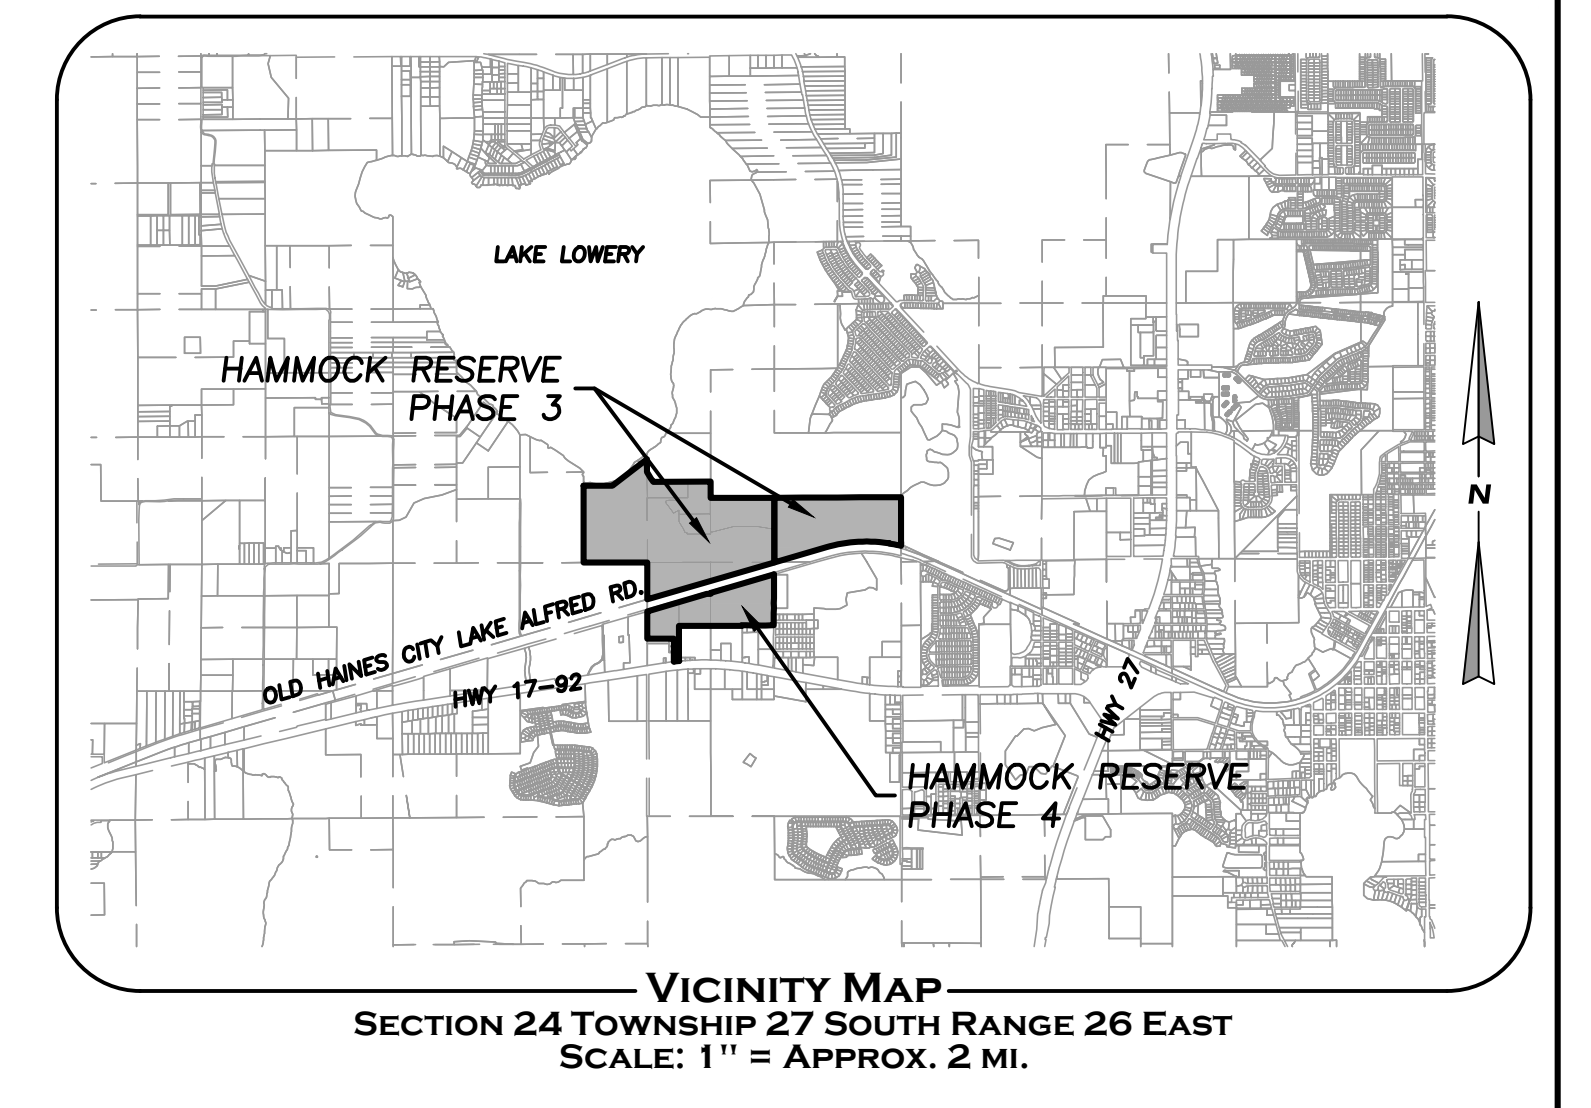 LAKE LOWERY
HAMMOCK RESERVE
PHASE 3
N
OLD HAINES CITY LAKE ALFRED RD.
HWY 17-92
HWY 27
HAMMOCK RESERVE
PHASE 4
VICINITY MAP
SECTION 24 TOWNSHIP 27 SOUTH RANGE 26 EAST
SCALE: 1" = APPROX. 2 MI.